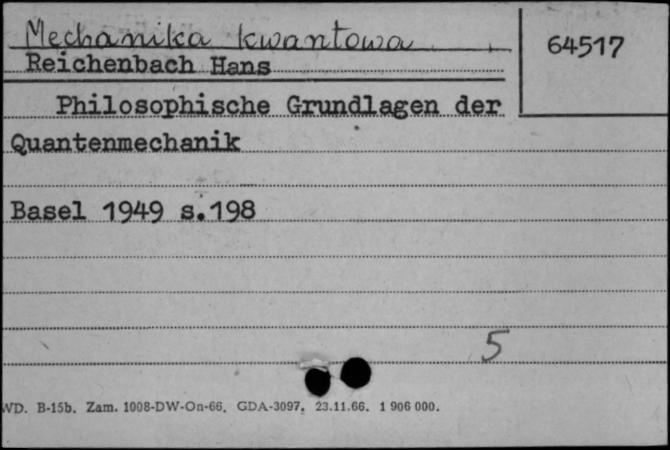 Mechanika kwantowa
64517
Reichenbach Hans
Philosophische Grundlagen der
Quantenmechanik
Basel 1949 s.198
5
WD. B-15b. Zam. 1008-DW-On-66. GDA-3097. 23.11.66. 1 906 000.